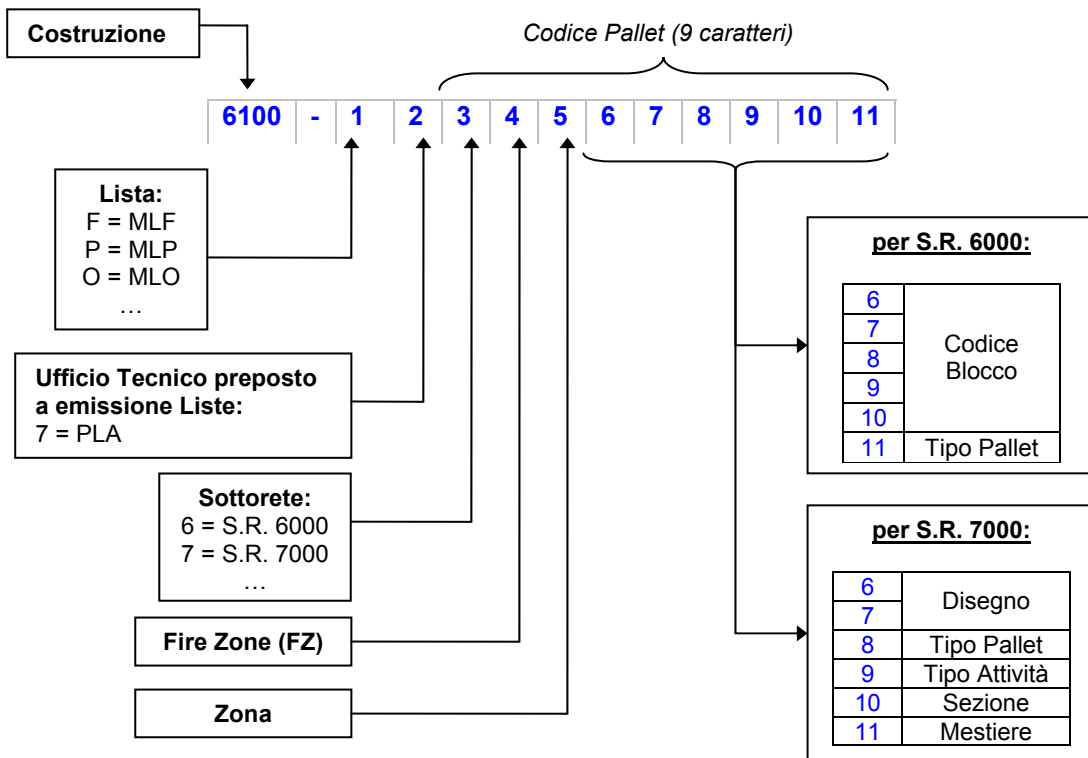 Costruzione
Codice Pallet (9 caratteri)
6100 - 1 2 3 4 5 6 7 8 9 10 11
Lista:
F = MLF
P = MLP
O = MLO
…
Ufficio Tecnico preposto
a emissione Liste:
7 = PLA
Sottorete:
6 = S.R. 6000
7 = S.R. 7000
…
Fire Zone (FZ)
Zona
per S.R. 6000:
6
7
8
9
10
Codice
Blocco
11 Tipo Pallet
per S.R. 7000:
6
7
Disegno
8 Tipo Pallet
9 Tipo Attività
10 Sezione
11 Mestiere